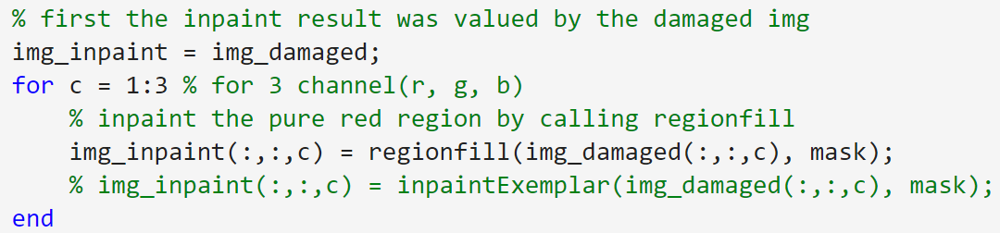 % first the inpaint result was valued by the damaged img
img_inpaint = img_damaged;
for c = 1:3 % for 3 channel(r, g, b)
    % inpaint the pure red region by calling regionfill
    img_inpaint(:,:,c) = regionfill(img_damaged(:,:,c), mask);
    % img_inpaint(:,:,c) = inpaintExemplar(img_damaged(:,:,c), mask);
end